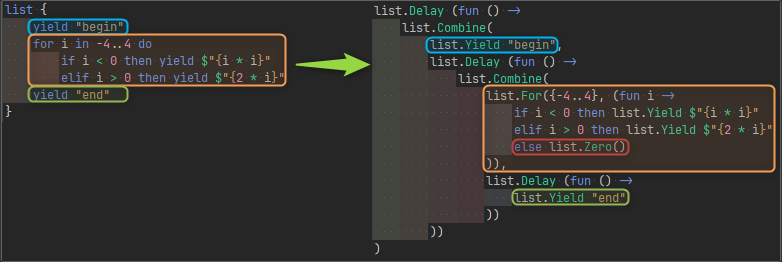 list {
    yield "begin"
    for i in -4..4 do
        if i < 0 then yield $"{i * i}"
        elif i > 0 then yield $"{2 * i}"
    yield "end"
}
list.Delay (fun () →
    list.Combine(
        list.Yield "begin",
        list.Delay (fun () →
            list.Combine(
                list.For({-4..4}, (fun i →
                    if i < 0 then list.Yield $"{i * i}"
                    elif i > 0 then list.Yield $"{2 * i}"
                    else list.Zero()
                )),
                list.Delay (fun () →
                    list.Yield "end"
                ))
        ))
)